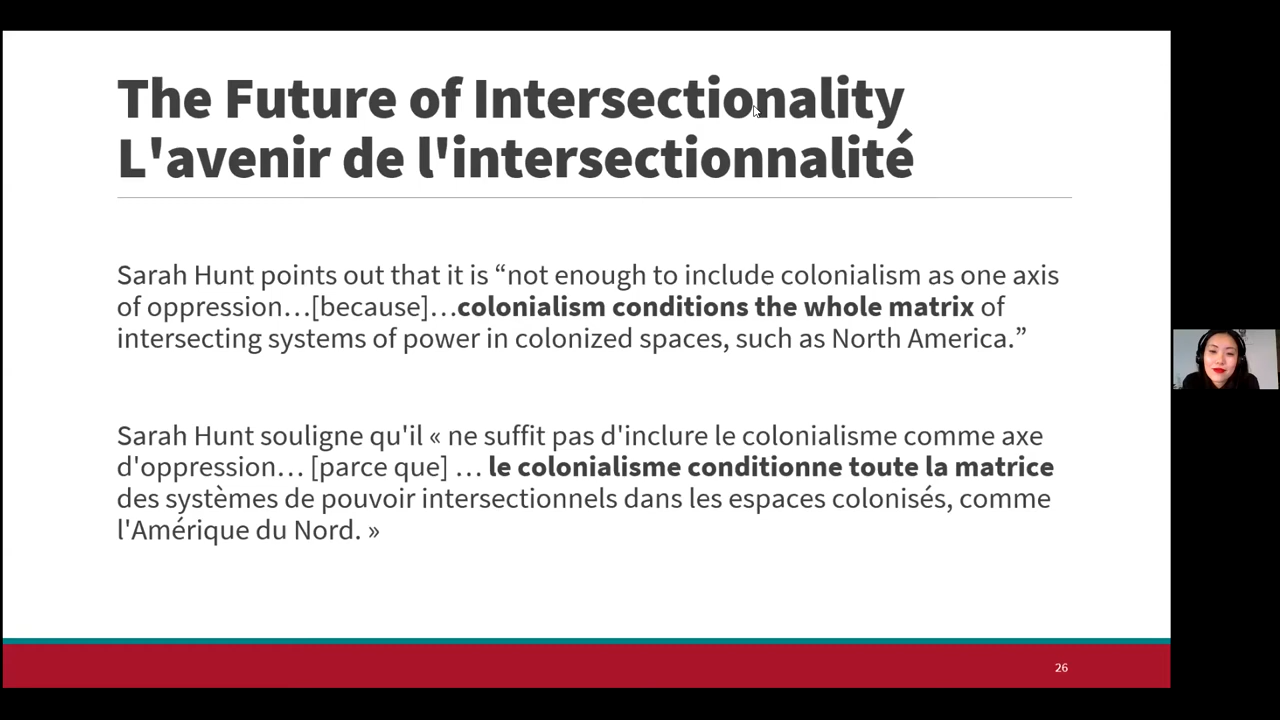 The Future of Intersectionality
L'avenir de l'intersectionnalité
Sarah Hunt points out that it is “not enough to include colonialism as one axis
of oppression…[because]…colonialism conditions the whole matrix of
intersecting systems of power in colonized spaces, such as North America.”
Sarah Hunt souligne qu'il « ne suffit pas d'inclure le colonialisme comme axe
d'oppression… [parce que] … le colonialisme conditionne toute la matrice
des systèmes de pouvoir intersectionnels dans les espaces colonisés, comme
l'Amérique du Nord. »
26